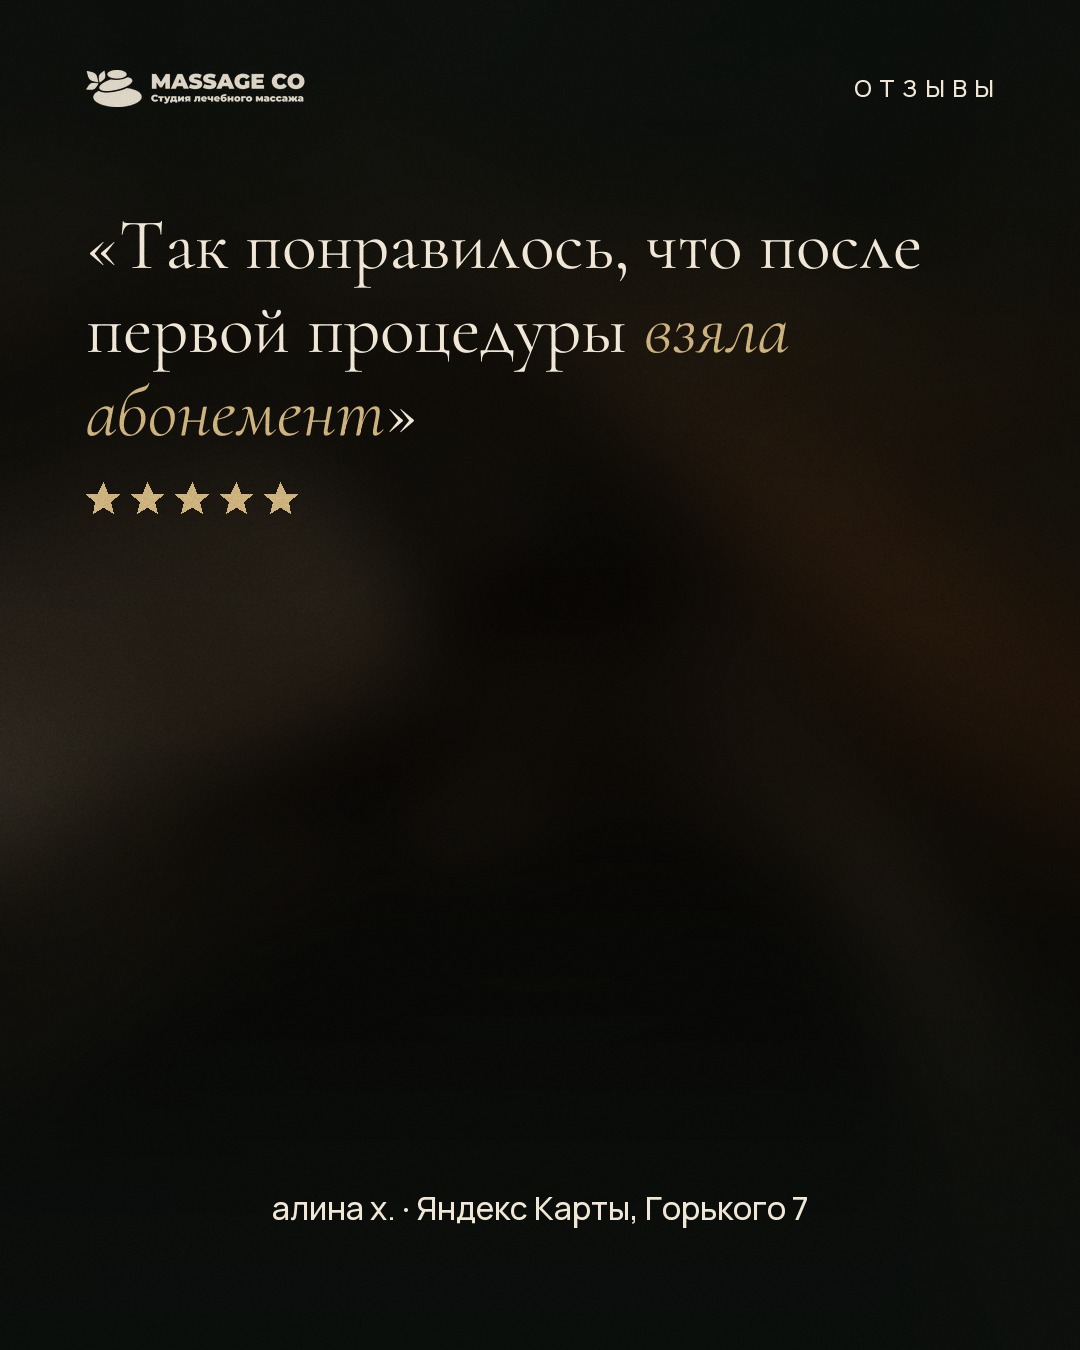 MASSAGE CO
Студия лечебного массажа
ОТЗЫВЫ
«Так понравилось, что после
первой процедуры взяла
абонемент»
алина х. · Яндекс Карты, Горького 7